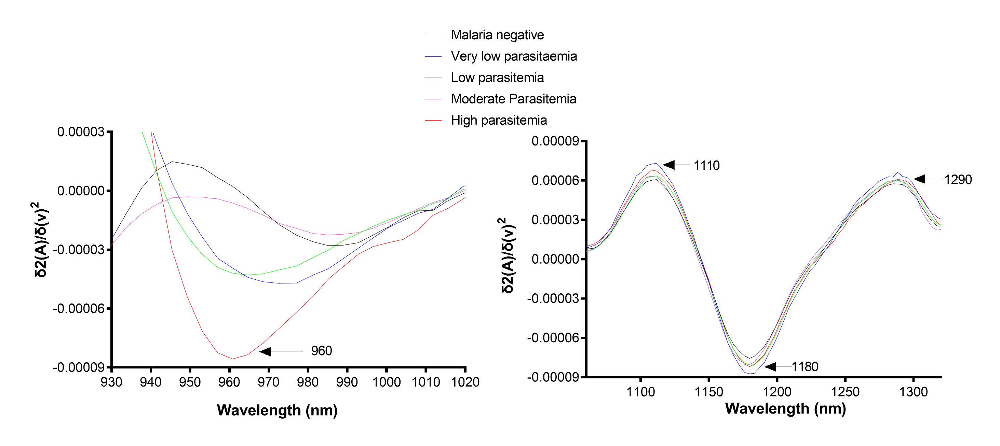 Malaria negative
Very low parasitaemia
Low parasitemia
Moderate Parasitemia
High parasitemia
0.00003
0.00000
-0.00003
-0.00006
-0.00009
δ2(A)/δ(v)2
930 940 950 960 970 980 990 1000 1010 1020
Wavelength (nm)
960
0.00009
0.00006
0.00003
0.00000
-0.00003
-0.00006
-0.00009
δ2(A)/δ(v)2
1100 1150 1200 1250 1300
Wavelength (nm)
1110
1290
1180